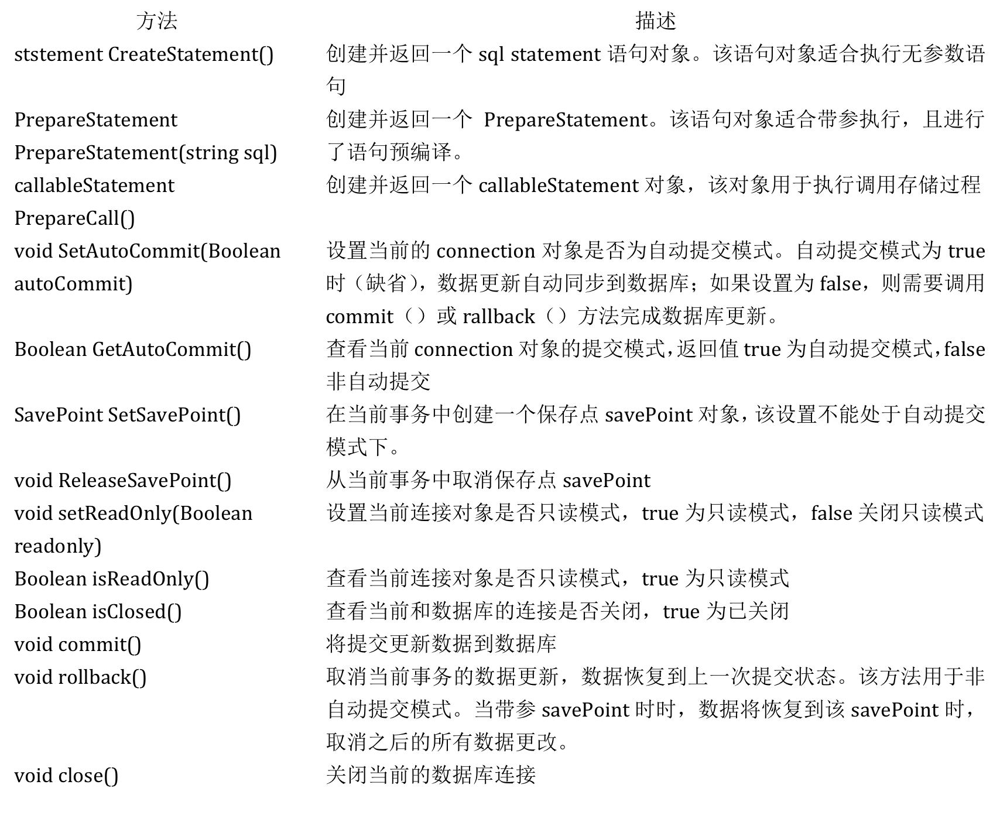 方法 描述
ststement CreateStatement() 创建并返回一个 sql statement 语句对象。该语句对象适合执行无参数语
句
PrepareStatement 创建并返回一个 PrepareStatement。该语句对象适合带参执行，且进行
PrepareStatement(string sql) 了语句预编译。
callableStatement 创建并返回一个 callableStatement 对象，该对象用于执行调用存储过程
PrepareCall()
void SetAutoCommit(Boolean 设置当前的 connection 对象是否为自动提交模式。自动提交模式为 true
autoCommit) 时（缺省），数据更新自动同步到数据库；如果设置为 false，则需要调用
commit（）或 rallback（）方法完成数据库更新。
Boolean GetAutoCommit() 查看当前 connection 对象的提交模式，返回值 true 为自动提交模式，false
非自动提交
SavePoint SetSavePoint() 在当前事务中创建一个保存点 savePoint 对象，该设置不能处于自动提交
模式下。
void ReleaseSavePoint() 从当前事务中取消保存点 savePoint
void setReadOnly(Boolean 设置当前连接对象是否只读模式，true 为只读模式，false 关闭只读模式
readonly)
Boolean isReadOnly() 查看当前连接对象是否只读模式，true 为只读模式
Boolean isClosed() 查看当前和数据库的连接是否关闭，true 为已关闭
void commit() 将提交更新数据到数据库
void rollback() 取消当前事务的数据更新，数据恢复到上一次提交状态。该方法用于非
自动提交模式。当带参 savePoint 时时，数据将恢复到该 savePoint 时，
取消之后的所有数据更改。
void close() 关闭当前的数据库连接